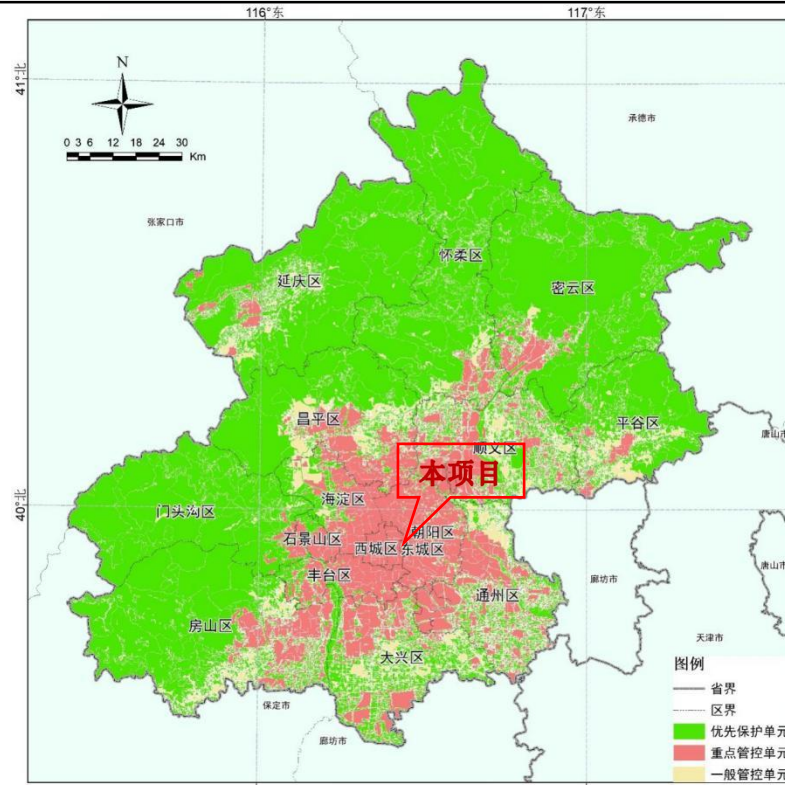 116°东
117°东
41°北
N
0 3 6 12 18 24 30
Km
承德市
张家口市
怀柔区
延庆区
密云区
昌平区
平谷区
顺义区
唐山市
本项目
40°北
海淀区
门头沟区
朝阳区
石景山区
西城区
东城区
丰台区
通州区
廊坊市
唐山市
房山区
天津市
大兴区
保定市
廊坊市
图例
省界
区界
优先保护单元
重点管控单元
一般管控单元